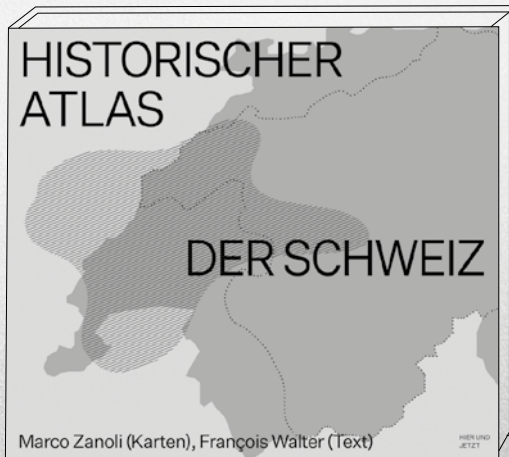 HISTORISCHER
ATLAS
DER SCHWEIZ
Marco Zanoli (Karten), François Walter (Text)
HIER UND
JETZT